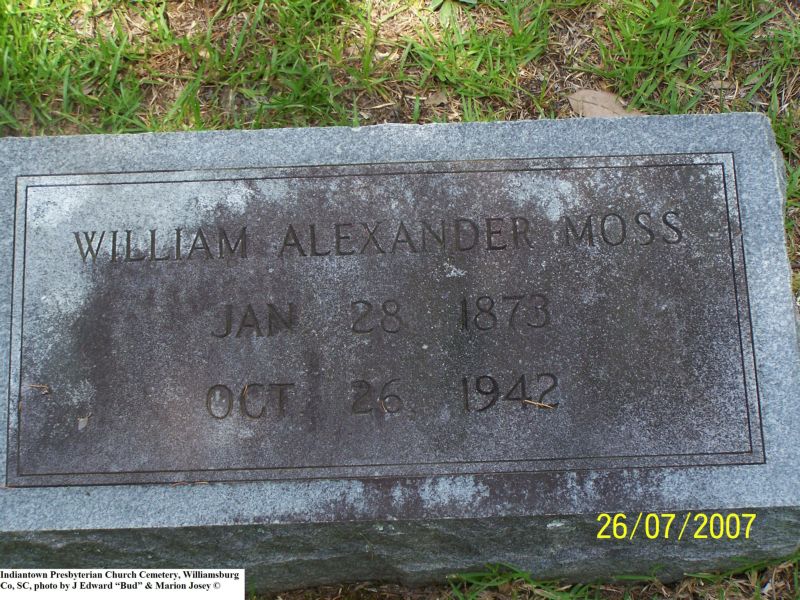 WILLIAM ALEXANDER MOSS
JAN 28 1873
OCT 26 1942
26/07/2007
Indiantown Presbyterian Church Cemetery, Williamsburg
Co, SC, photo by J Edward “Bud” & Marion Josey ©